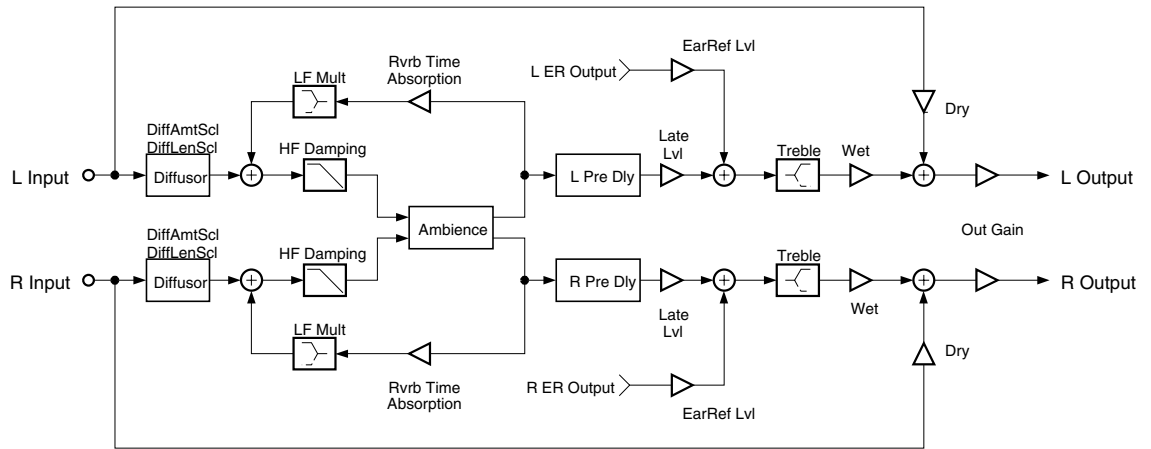 EarRef Lvl
Rvrb Time
Absorption
L ER Output
LF Mult
Dry
DiffAmtScl
DiffLenScl
HF Damping
Late
Lvl
Treble
Wet
L Input
Diffusor
L Pre Dly
L Output
Ambience
Out Gain
DiffAmtScl
DiffLenScl
HF Damping
Treble
R Input
Diffusor
R Pre Dly
R Output
Late
Lvl
Wet
LF Mult
Dry
Rvrb Time
Absorption
R ER Output
EarRef Lvl